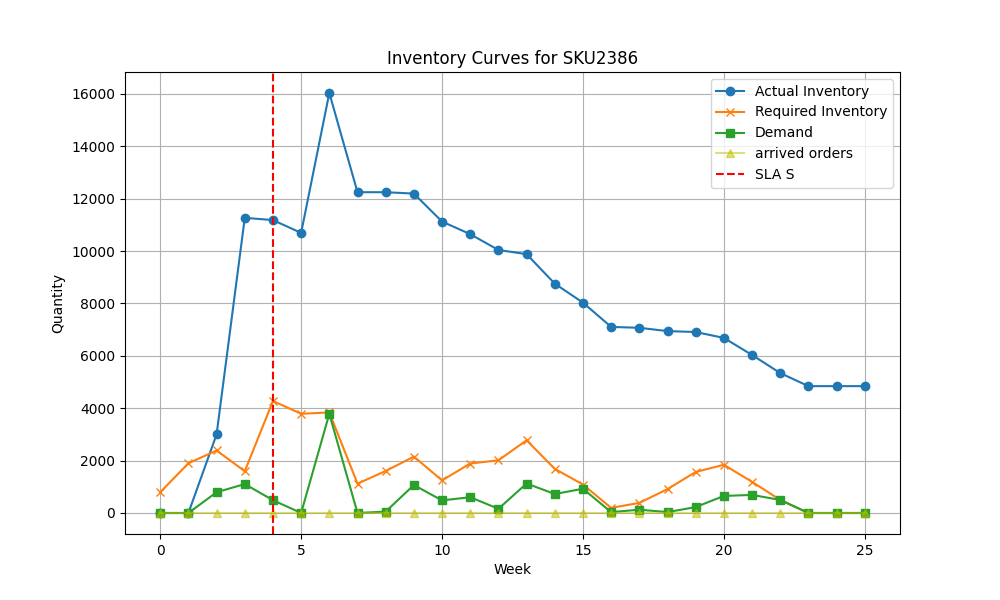 Inventory Curves for SKU2386
Actual Inventory
Required Inventory
Demand
arrived orders
SLA S
Quantity
16000
14000
12000
10000
8000
6000
4000
2000
0
0 5 10 15 20 25
Week